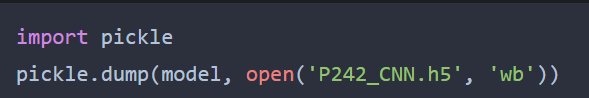 import pickle
pickle.dump(model, open('P242_CNN.h5', 'wb'))